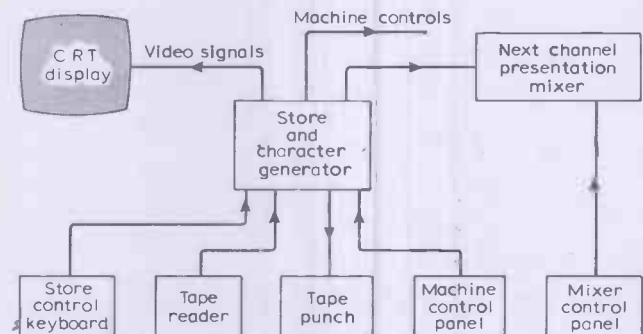 Machine controls
CRT
display
Video signals
Next channel
presentation
mixer
Store
and
character
generator
Store
control
keyboard
Tape
reader
Tape
punch
Machine
control
panel
Mixer
control
panel